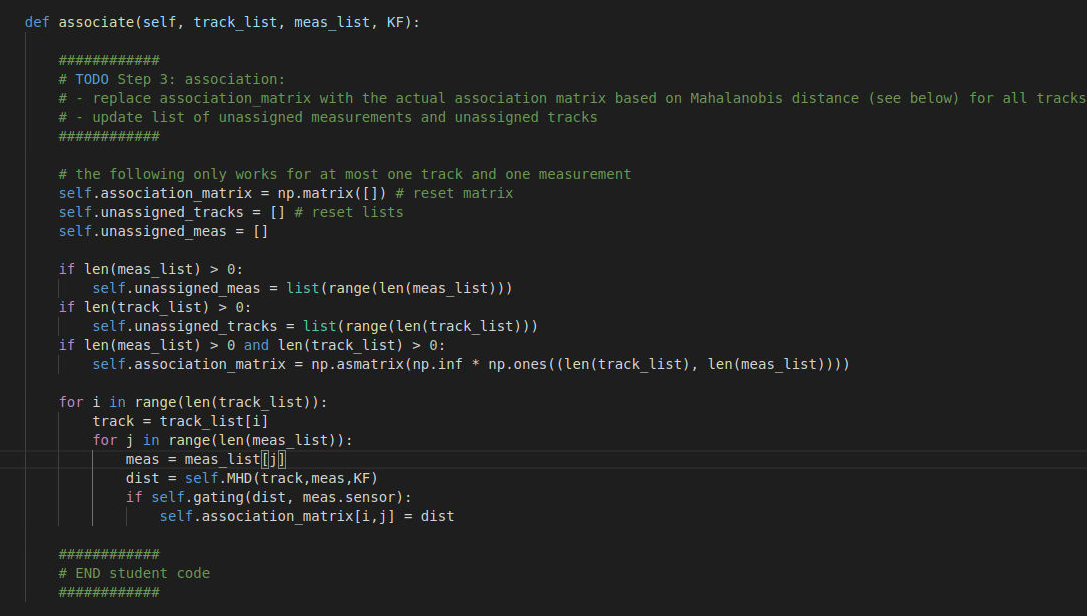 def associate(self, track_list, meas_list, KF):
############
# TODO Step 3: association:
# - replace association_matrix with the actual association matrix based on Mahalanobis distance (see below) for all tracks
# - update list of unassigned measurements and unassigned tracks
############
# the following only works for at most one track and one measurement
self.association_matrix = np.matrix([]) # reset matrix
self.unassigned_tracks = [] # reset lists
self.unassigned_meas = []
if len(meas_list) > 0:
self.unassigned_meas = list(range(len(meas_list)))
if len(track_list) > 0:
self.unassigned_tracks = list(range(len(track_list)))
if len(meas_list) > 0 and len(track_list) > 0:
self.association_matrix = np.asmatrix(np.inf * np.ones((len(track_list), len(meas_list))))
for i in range(len(track_list)):
track = track_list[i]
for j in range(len(meas_list)):
meas = meas_list[j]
dist = self.MHD(track,meas,KF)
if self.gating(dist, meas.sensor):
self.association_matrix[i,j] = dist
############
# END student code
############